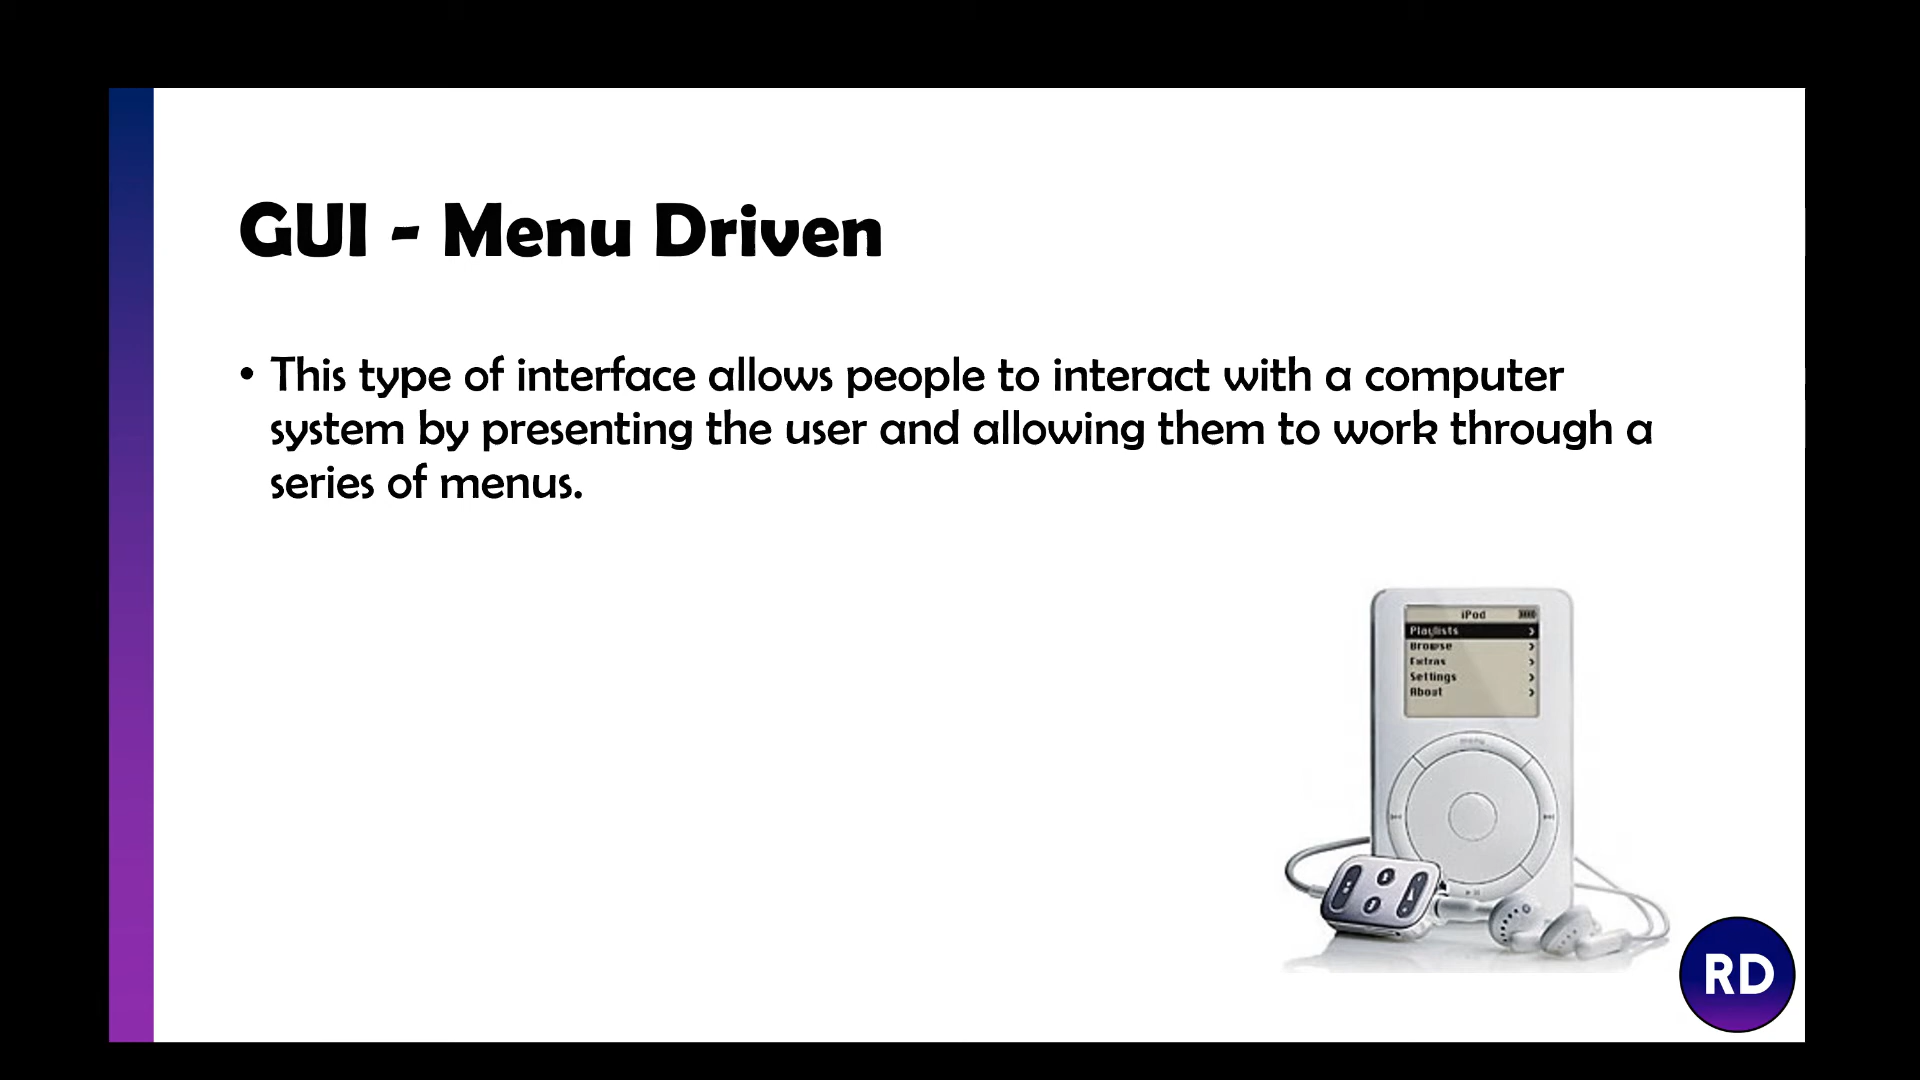 GUI - Menu Driven
• This type of interface allows people to interact with a computer
system by presenting the user and allowing them to work through a
series of menus.
iPod
Playlists
Browse
Extras
Settings
About
menu
RD